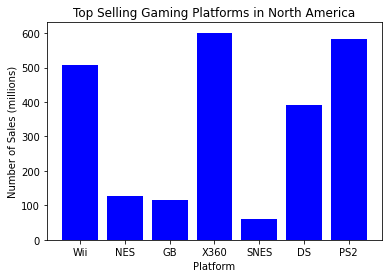 Top Selling Gaming Platforms in North America
Number of Sales (millions)
600
500
400
300
200
100
0
Wii NES GB X360 SNES DS PS2
Platform